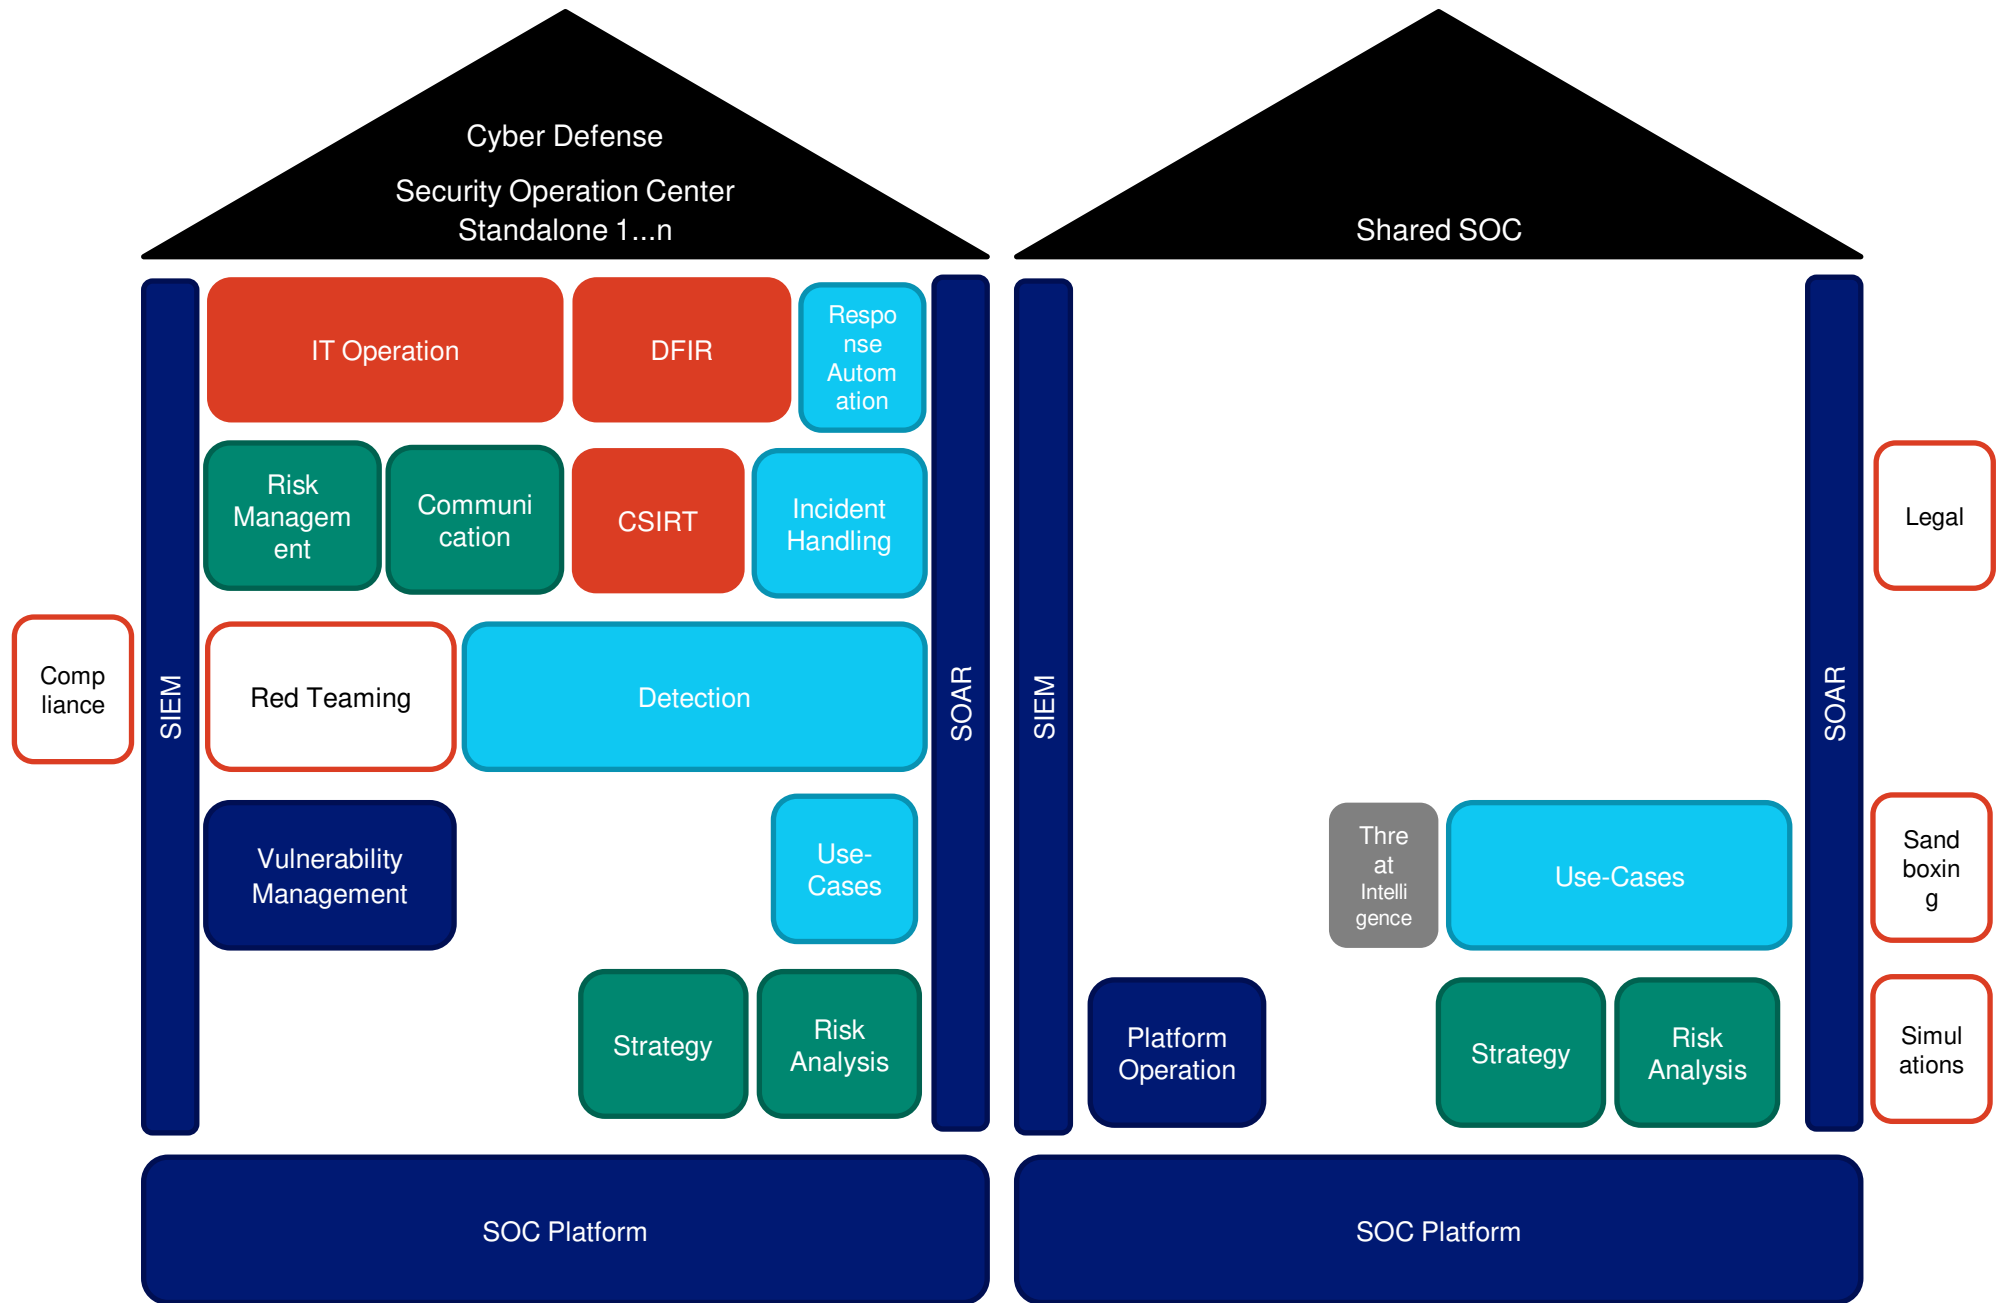 Cyber Defense
Security Operation Center
Standalone 1...n
Shared SOC
IT Operation
DFIR
Respo
nse
Autom
ation
Risk
Managem
ent
Communi
cation
CSIRT
Incident
Handling
Legal
Comp
liance
SIEM
Red Teaming
Detection
SOAR
SIEM
SOAR
Vulnerability
Management
Use-
Cases
Thre
at
Intelli
gence
Use-Cases
Sand
boxin
g
Strategy
Risk
Analysis
Platform
Operation
Strategy
Risk
Analysis
Simul
ations
SOC Platform
SOC Platform